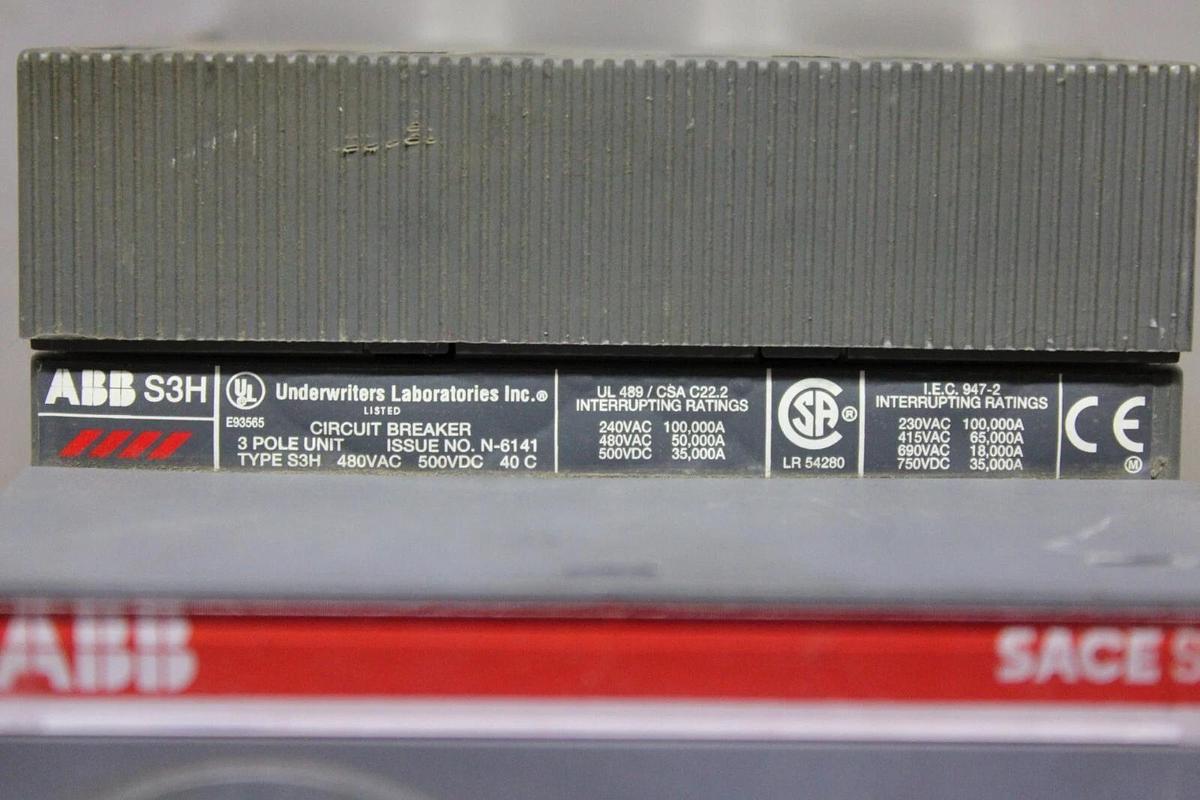 ABB S3H
UL
E93565
Underwriters Laboratories Inc.®
LISTED
CIRCUIT BREAKER
3 POLE UNIT ISSUE NO. N-6141
TYPE S3H 480VAC 500VDC 40 C
UL 489 / CSA C22.2
INTERRUPTING RATINGS
240VAC 100,000A
480VAC 50,000A
500VDC 35,000A
CSA ®
LR 54280
I.E.C. 947-2
INTERRUPTING RATINGS
230VAC 100,000A
415VAC 65,000A
690VAC 18,000A
750VDC 35,000A
CE
M
ABB
SACE S